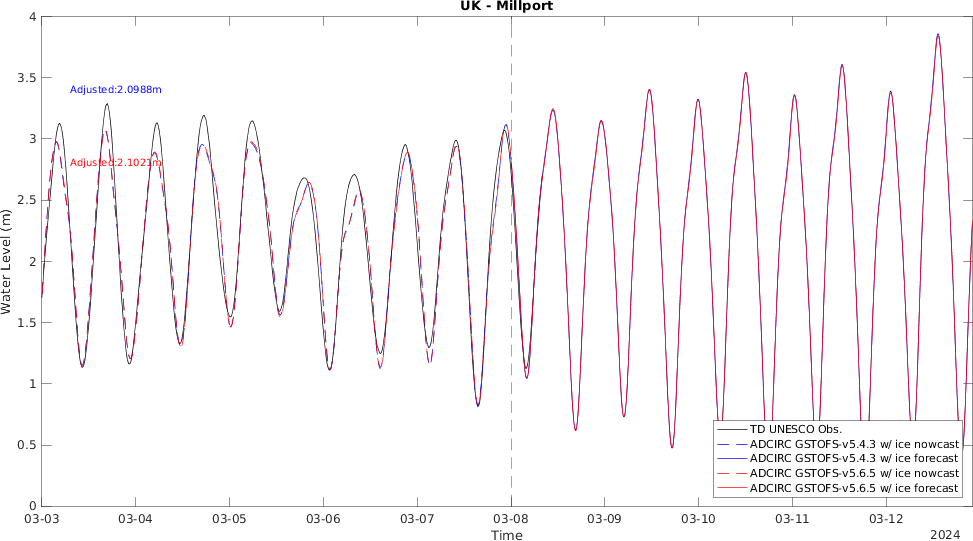 UK - Millport
4
3.5
3
2.5
2
1.5
1
0.5
0
Water Level (m)
Adjusted:2.0988m
Adjusted:2.1021m
TD UNESCO Obs.
ADCIRC GSTOFS-v5.4.3 w/ ice nowcast
ADCIRC GSTOFS-v5.4.3 w/ ice forecast
ADCIRC GSTOFS-v5.6.5 w/ ice nowcast
ADCIRC GSTOFS-v5.6.5 w/ ice forecast
03-03 03-04 03-05 03-06 03-07 03-08 03-09 03-10 03-11 03-12
Time
2024